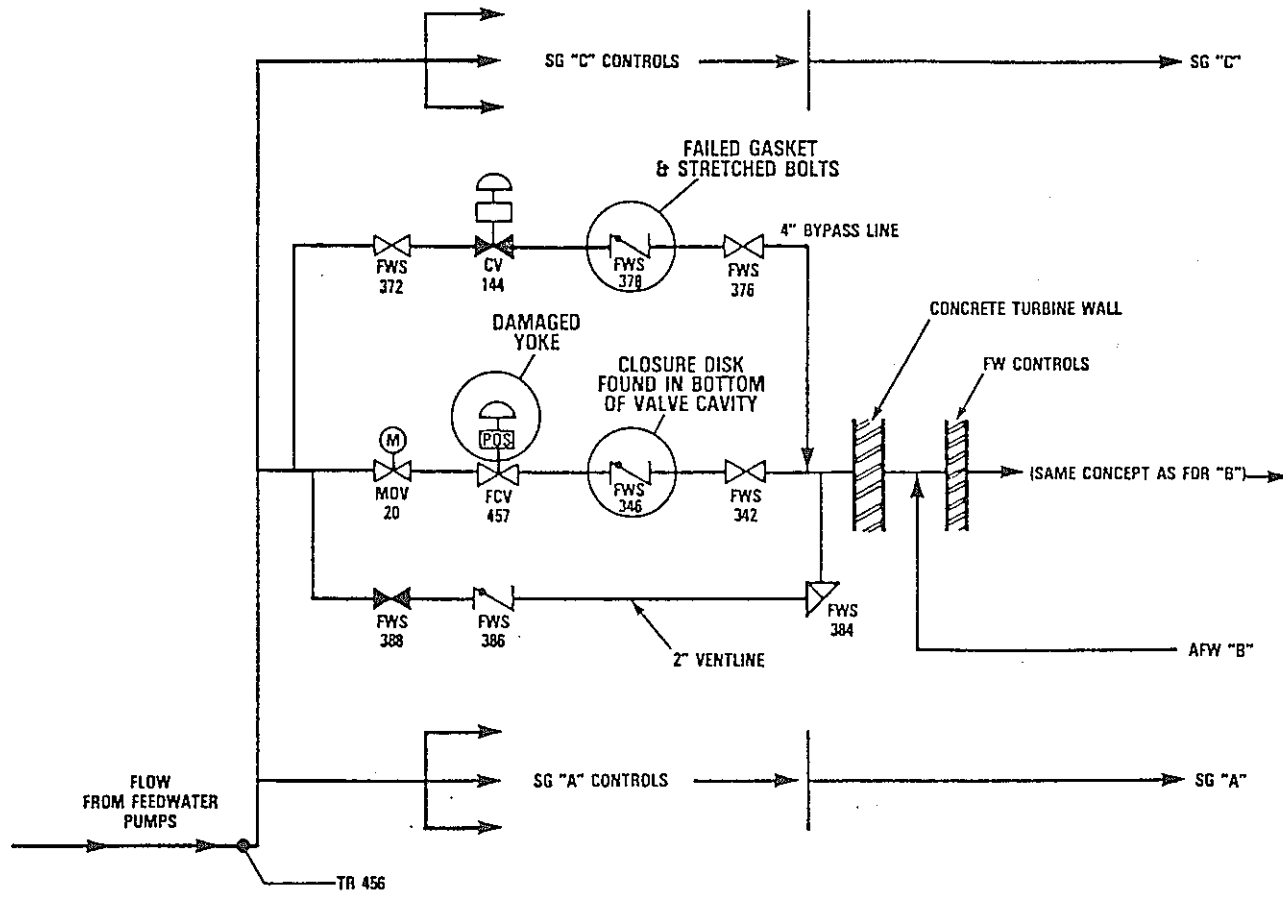 SG "C" CONTROLS
SG "C"
FAILED GASKET
& STRETCHED BOLTS
4" BYPASS LINE
FWS
372
CV
144
FWS
378
FWS
376
CONCRETE TURBINE WALL
FW CONTROLS
DAMAGED
YOKE
CLOSURE DISK
FOUND IN BOTTOM
OF VALVE CAVITY
M
POS
MOV
20
FCV
457
FWS
346
FWS
342
(SAME CONCEPT AS FOR "B")
FWS
388
FWS
386
2" VENTLINE
FWS
384
AFW "B"
SG "A" CONTROLS
SG "A"
FLOW
FROM FEEDWATER
PUMPS
TR 456